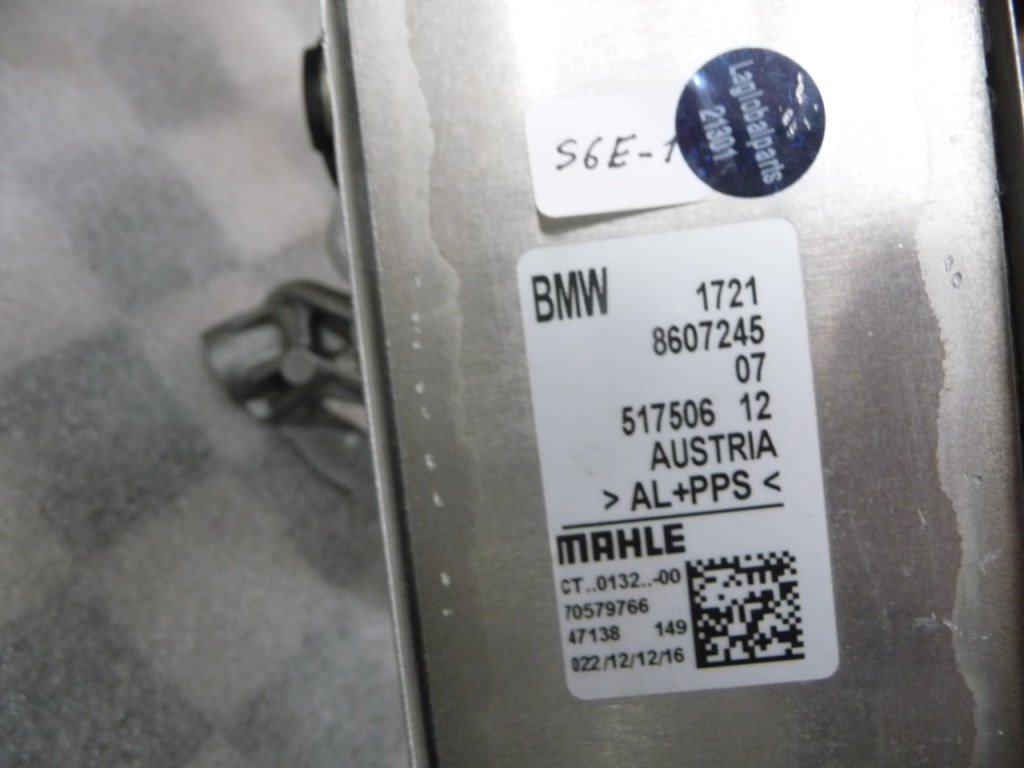 Laglobalparts
21901
S6E-1
BMW 1721
8607245
07
517506 12
AUSTRIA
> AL+PPS <
MAHLE
CT..0132..-00
70579766
47138 149
022/12/12/16